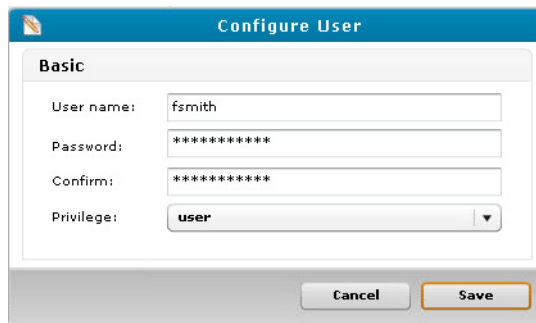 Configure User
Basic
User name: fsmith
Password: ***********
Confirm: ***********
Privilege: user
Cancel Save